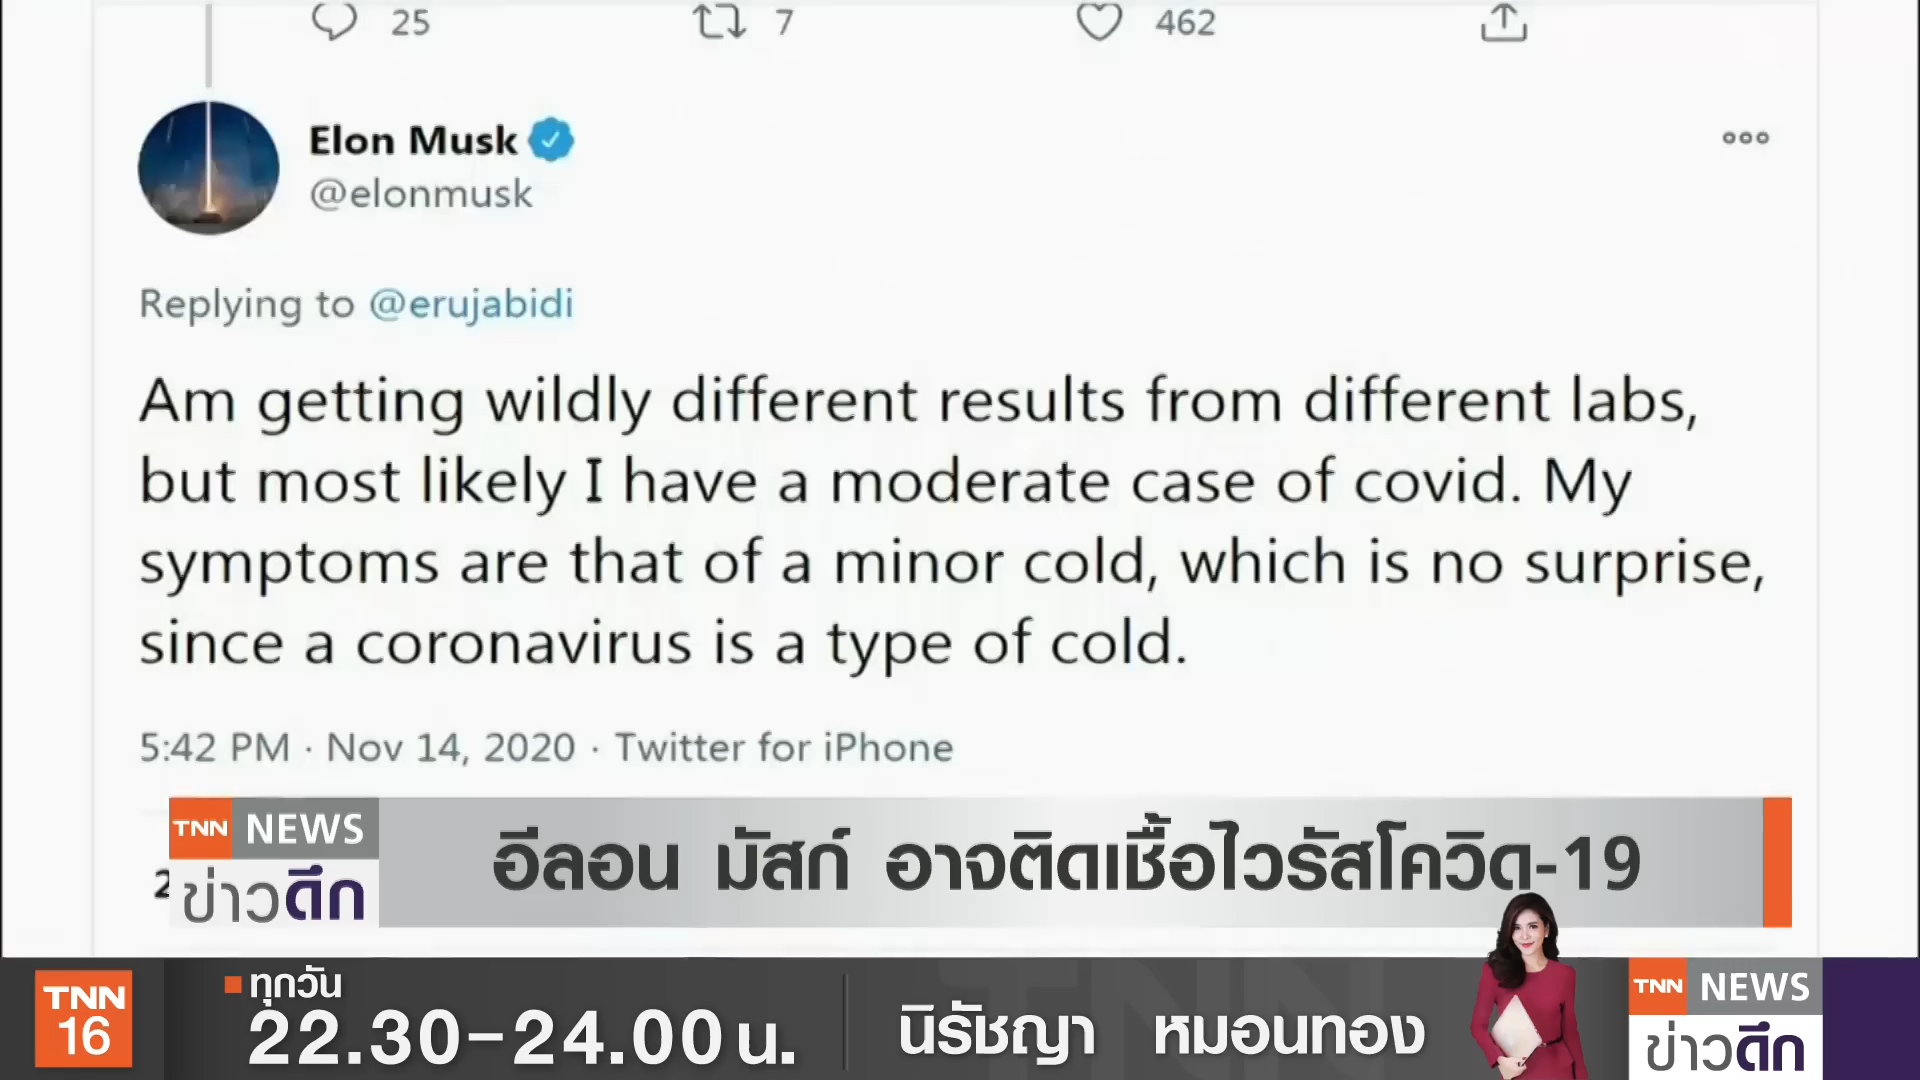 25 7 462
Elon Musk
@elonmusk
Replying to @erujabidi
Am getting wildly different results from different labs,
but most likely I have a moderate case of covid. My
symptoms are that of a minor cold, which is no surprise,
since a coronavirus is a type of cold.
5:42 PM · Nov 14, 2020 · Twitter for iPhone
TNN NEWS
ข่าวดึก
อีลอน มัสก์ อาจติดเชื้อไวรัสโควิด-19
TNN
16
ทุกวัน
22.30-24.00 น.
นิรัชญา หมอนทอง
TNN NEWS
ข่าวดึก